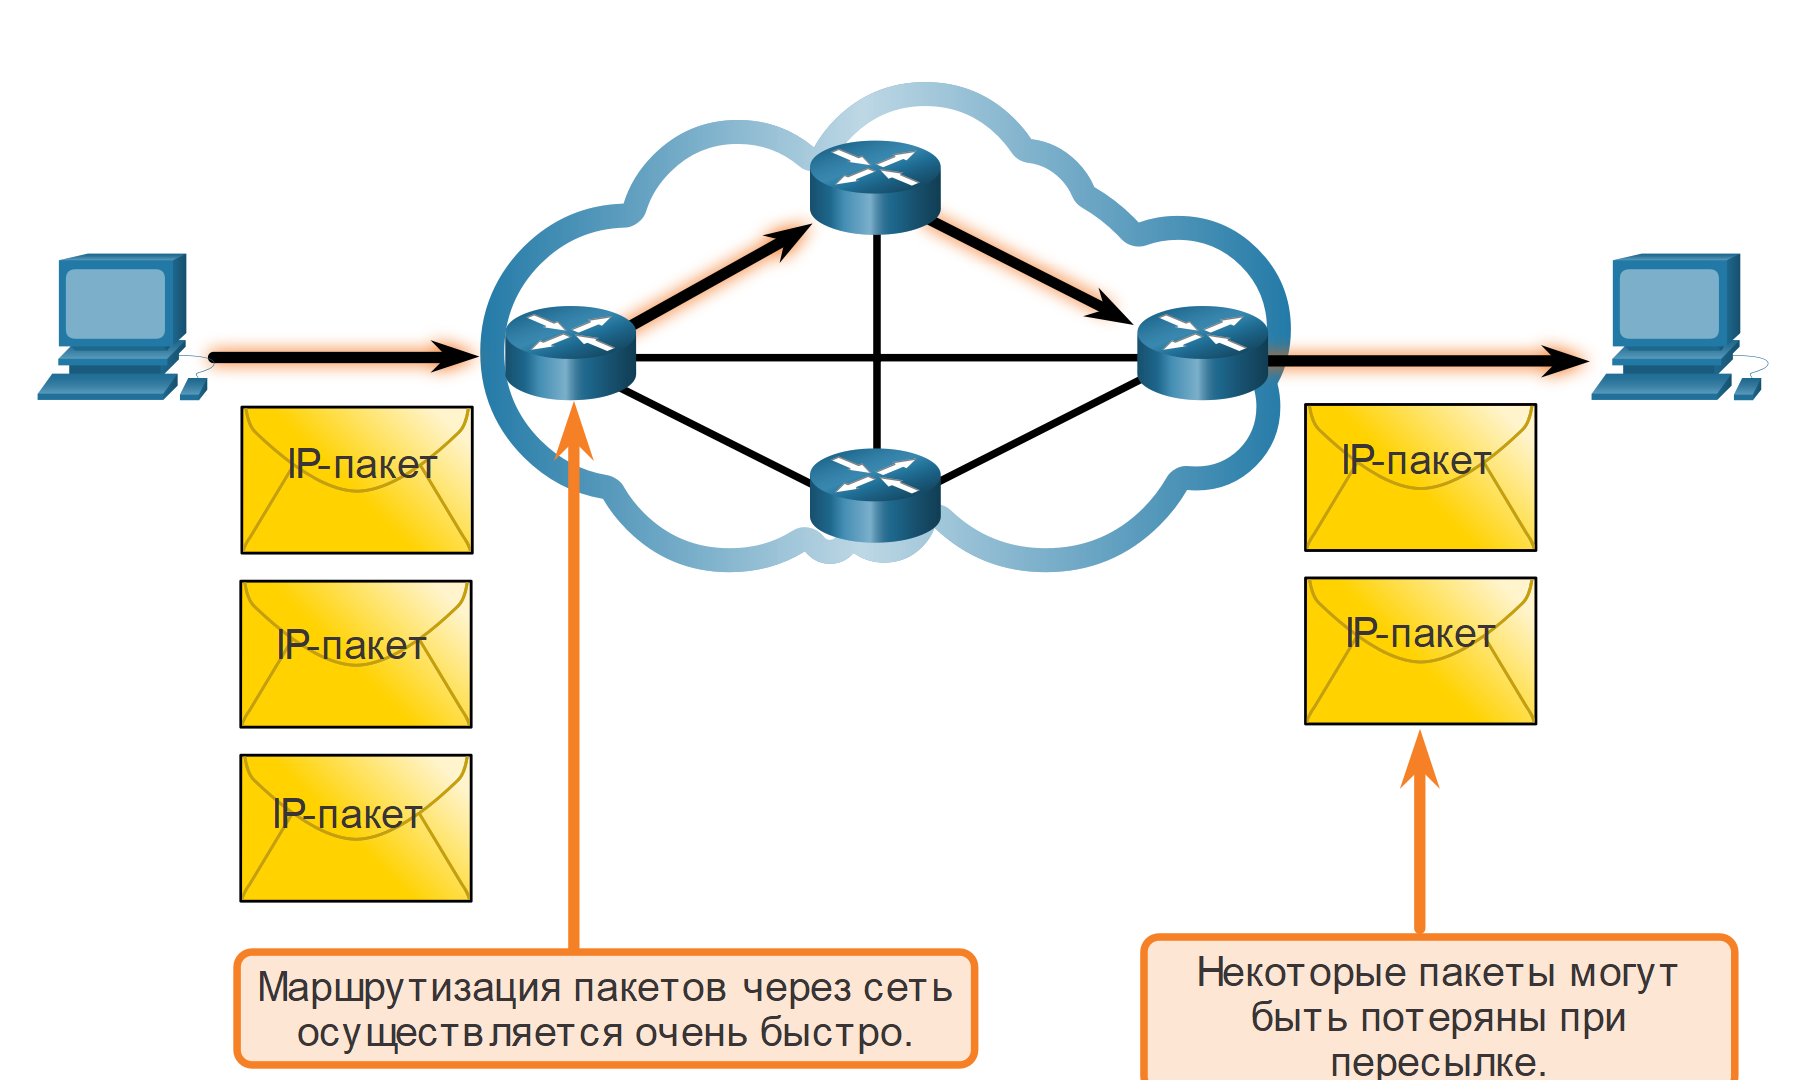 IP-пакет
IP-пакет
IP-пакет
IP-пакет
IP-пакет
Маршрутизация пакетов через сеть
осуществляется очень быстро.
Некоторые пакеты могут
быть потеряны при
пересылке.